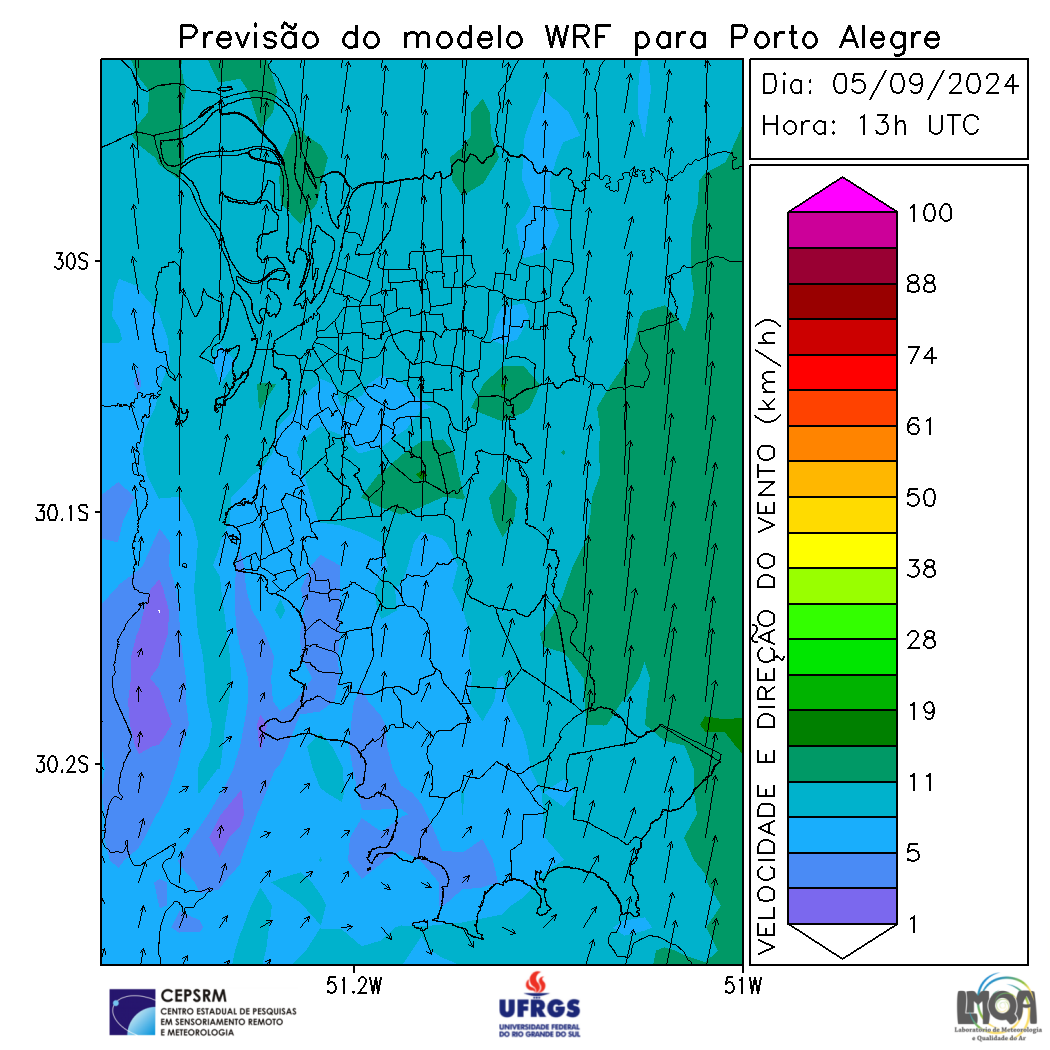 Previsão do modelo WRF para Porto Alegre
Dia: 05/09/2024
Hora: 13h UTC
30S
30.1S
30.2S
51.2W
51W
VELOCIDADE E DIREÇÃO DO VENTO (km/h)
100
88
74
61
50
38
28
19
11
5
1
CEPSRM
CENTRO ESTADUAL DE PESQUISAS
EM SENSORIAMENTO REMOTO
E METEOROLOGIA
UFRGS
UNIVERSIDADE FEDERAL
DO RIO GRANDE DO SUL
LMQA
Laboratório de Meteorologia
e Qualidade do Ar